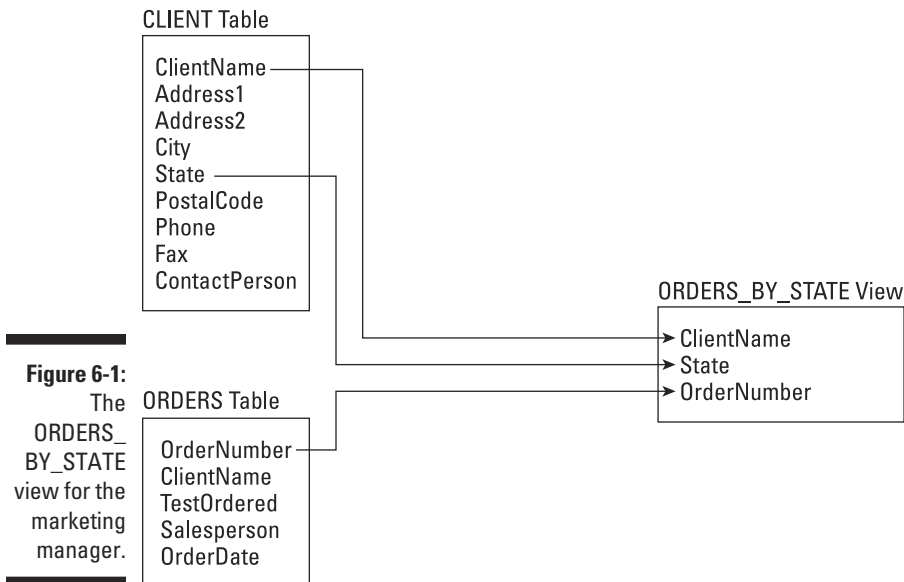 CLIENT Table
ClientName
Address1
Address2
City
State
PostalCode
Phone
Fax
ContactPerson
ORDERS_BY_STATE View
ClientName
State
OrderNumber
Figure 6-1:
The
ORDERS_
BY_STATE
view for the
marketing
manager.
ORDERS Table
OrderNumber
ClientName
TestOrdered
Salesperson
OrderDate